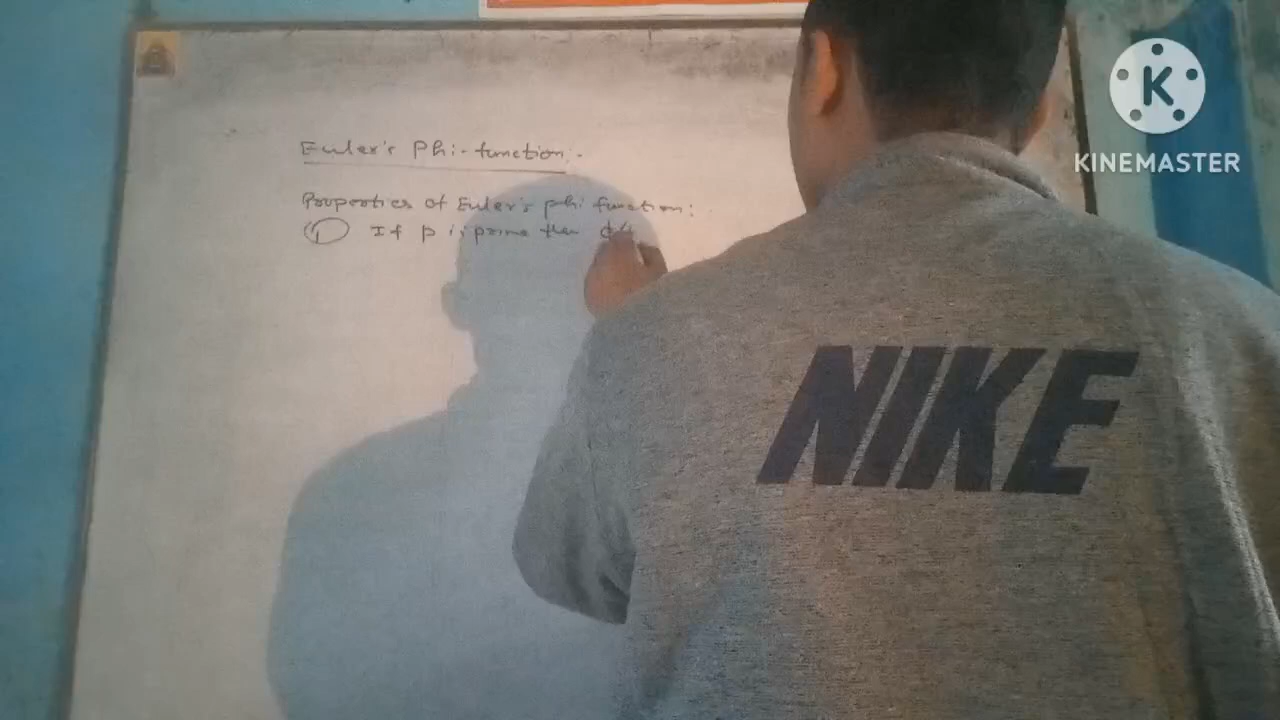 Euler's Phi-function:-
Properties of Euler's phi function:
(1) If p is prime then ϕ(
NIKE
K
KINEMASTER